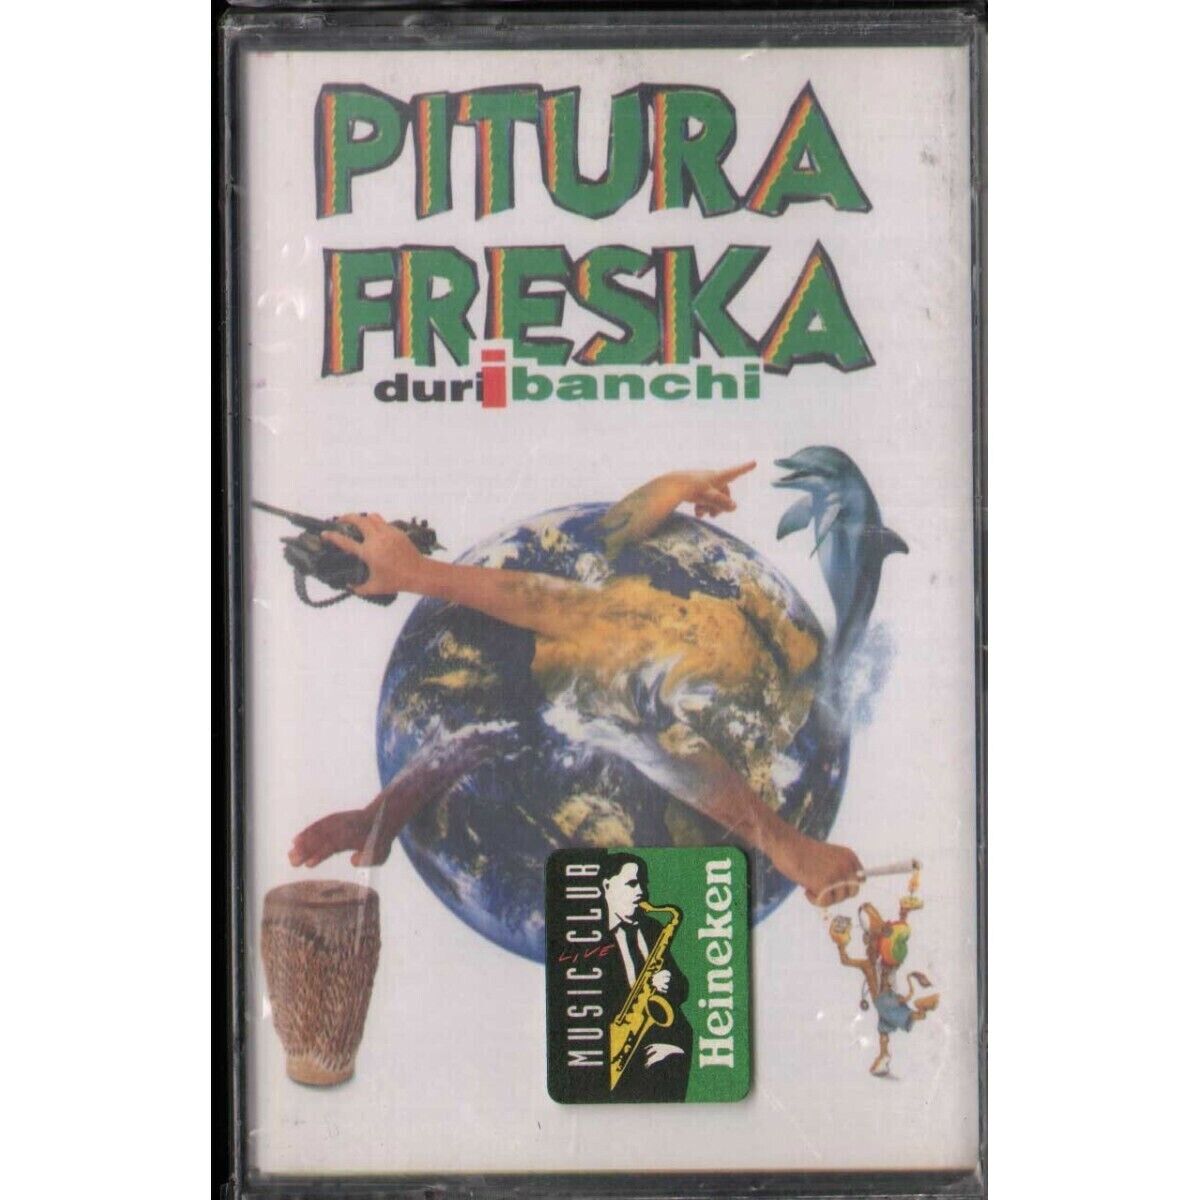 PITURA
FRESKA
duri i banchi
MUSIC CLUB
LIVE
Heineken